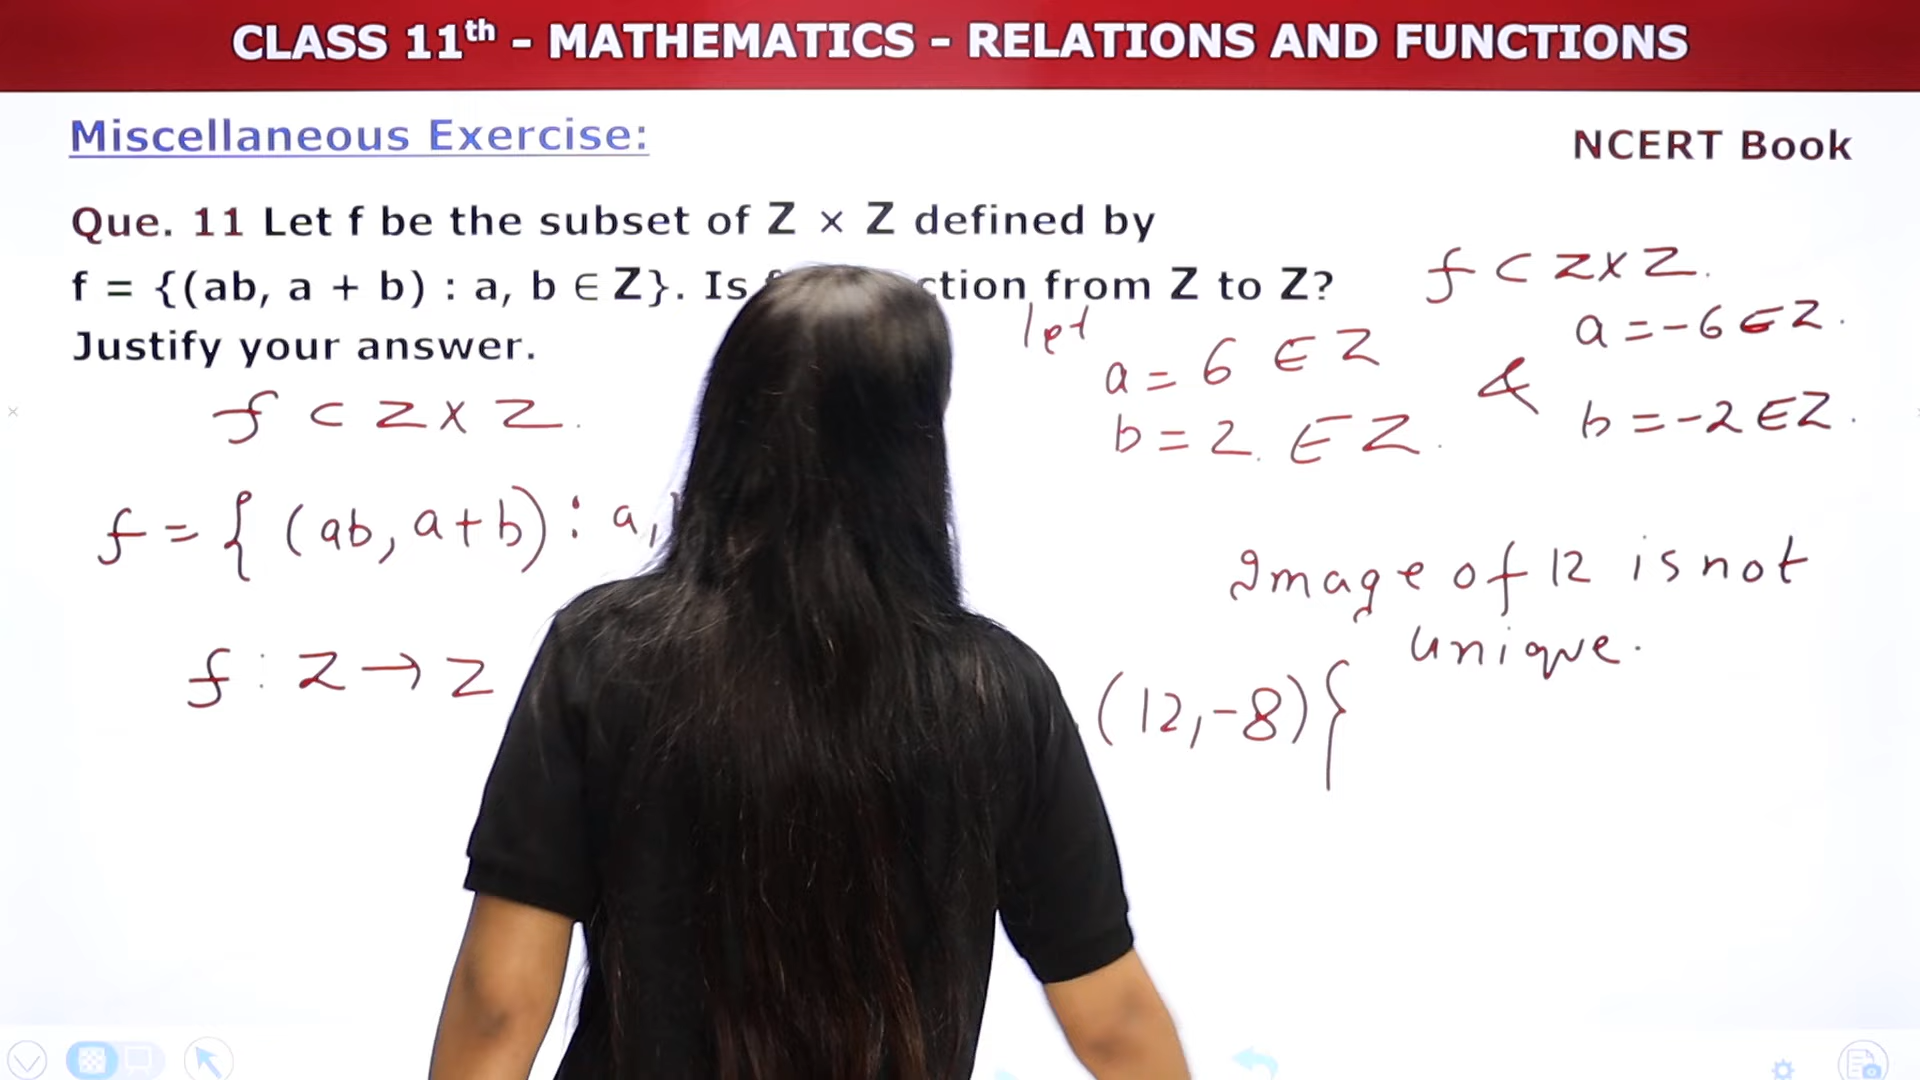 CLASS 11th - MATHEMATICS - RELATIONS AND FUNCTIONS
Miscellaneous Exercise:
NCERT Book
Que. 11 Let f be the subset of Z × Z defined by
f = {(ab, a + b) : a, b ∈ Z}. Is ction from Z to Z?
Justify your answer.
f ⊂ Z × Z.
f = { (ab, a+b) : a,
f : Z → Z
let
a = 6 ∈ Z
b = 2. ∈ Z.
&
f ⊂ Z × Z.
a = -6 ∈ Z.
b = -2 ∈ Z.
Image of 12 is not
unique.
(12, -8)}